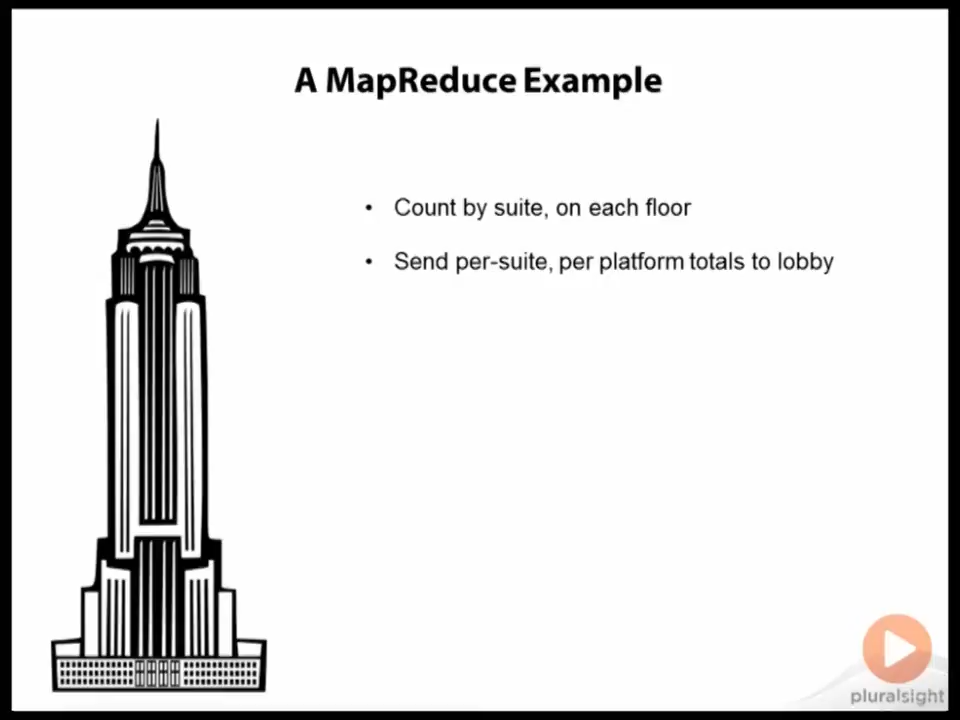 A MapReduce Example
• Count by suite, on each floor
• Send per-suite, per platform totals to lobby
pluralsight